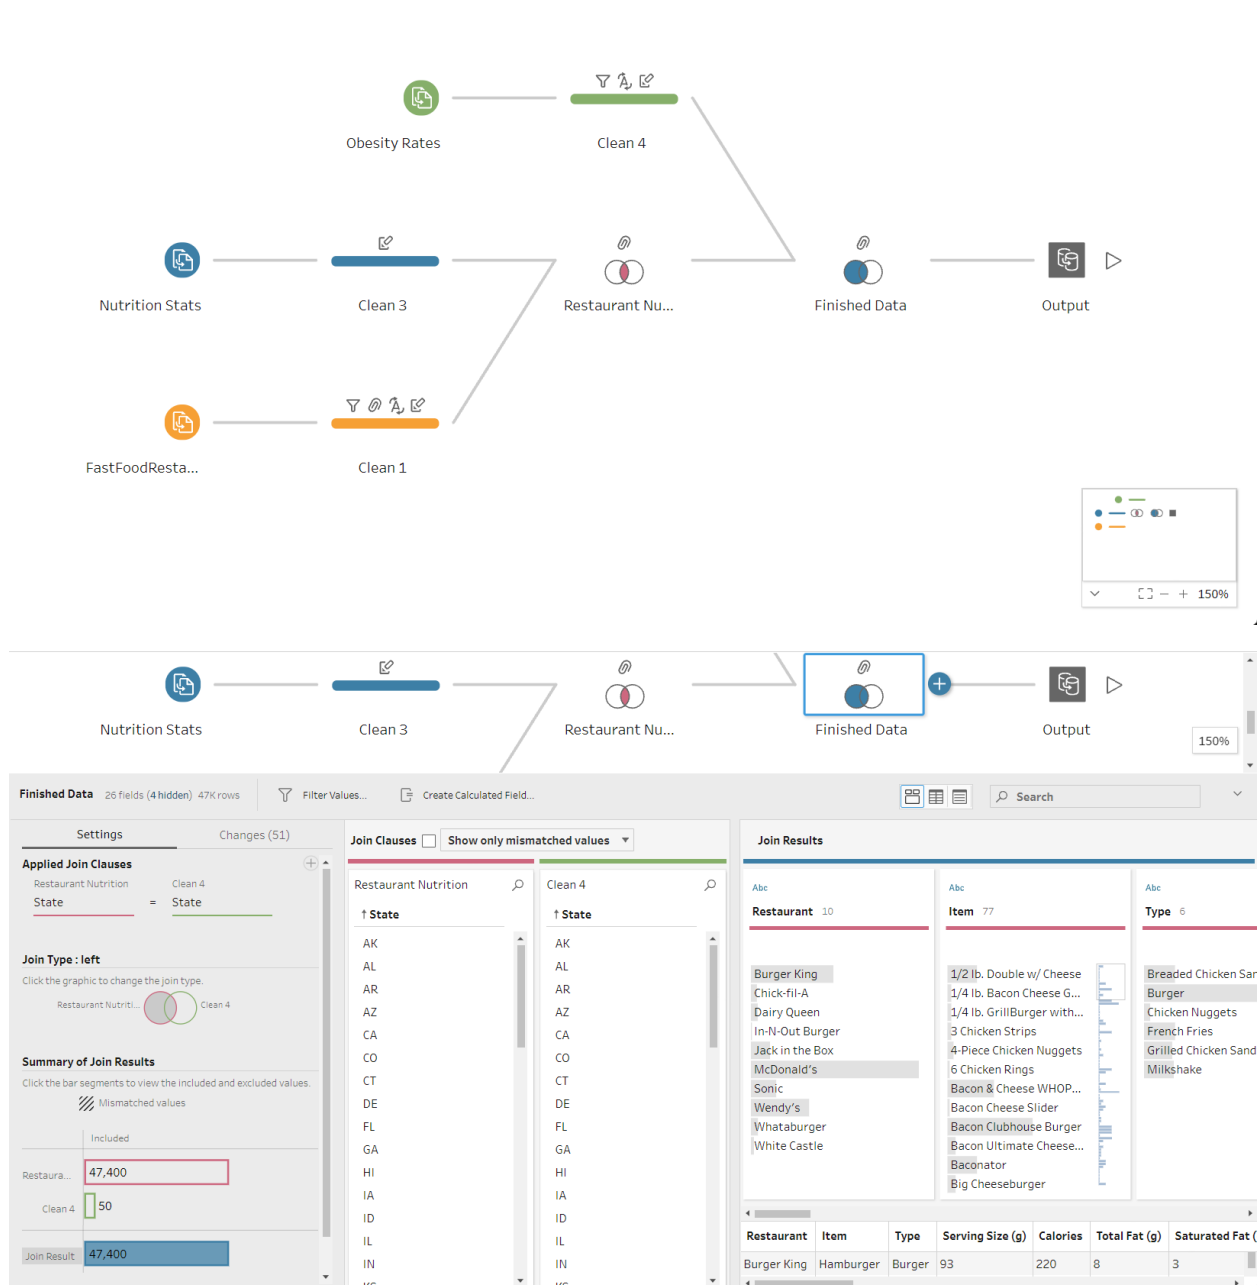 Obesity Rates
Clean 4
Nutrition Stats
Clean 3
Restaurant Nu...
Finished Data
Output
FastFoodResta...
Clean 1
150%
Nutrition Stats
Clean 3
Restaurant Nu...
Finished Data
Output
150%
Finished Data 26 fields (4 hidden) 47K rows Filter Values... Create Calculated Field... Search
Settings Changes (51)
Applied Join Clauses
Restaurant Nutrition Clean 4
State = State
Join Type : left
Click the graphic to change the join type.
Restaurant Nutriti... Clean 4
Summary of Join Results
Click the bar segments to view the included and excluded values.
Mismatched values
Included
Restaura... 47,400
Clean 4 50
Join Result 47,400
Join Clauses Show only mismatched values
Restaurant Nutrition
State
AK
AL
AR
AZ
CA
CO
CT
DE
FL
GA
HI
IA
ID
IL
IN
KS
Clean 4
State
AK
AL
AR
AZ
CA
CO
CT
DE
FL
GA
HI
IA
ID
IL
IN
KS
Join Results
Abc
Restaurant 10
Burger King
Chick-fil-A
Dairy Queen
In-N-Out Burger
Jack in the Box
McDonald's
Sonic
Wendy's
Whataburger
White Castle
Abc
Item 77
1/2 lb. Double w/ Cheese
1/4 lb. Bacon Cheese G...
1/4 lb. GrillBurger with...
3 Chicken Strips
4-Piece Chicken Nuggets
6 Chicken Rings
Bacon & Cheese WHOP...
Bacon Cheese Slider
Bacon Clubhouse Burger
Bacon Ultimate Cheese...
Baconator
Big Cheeseburger
Abc
Type 6
Breaded Chicken San
Burger
Chicken Nuggets
French Fries
Grilled Chicken Sand
Milkshake
Restaurant Item Type Serving Size (g) Calories Total Fat (g) Saturated Fat (
Burger King Hamburger Burger 93 220 8 3